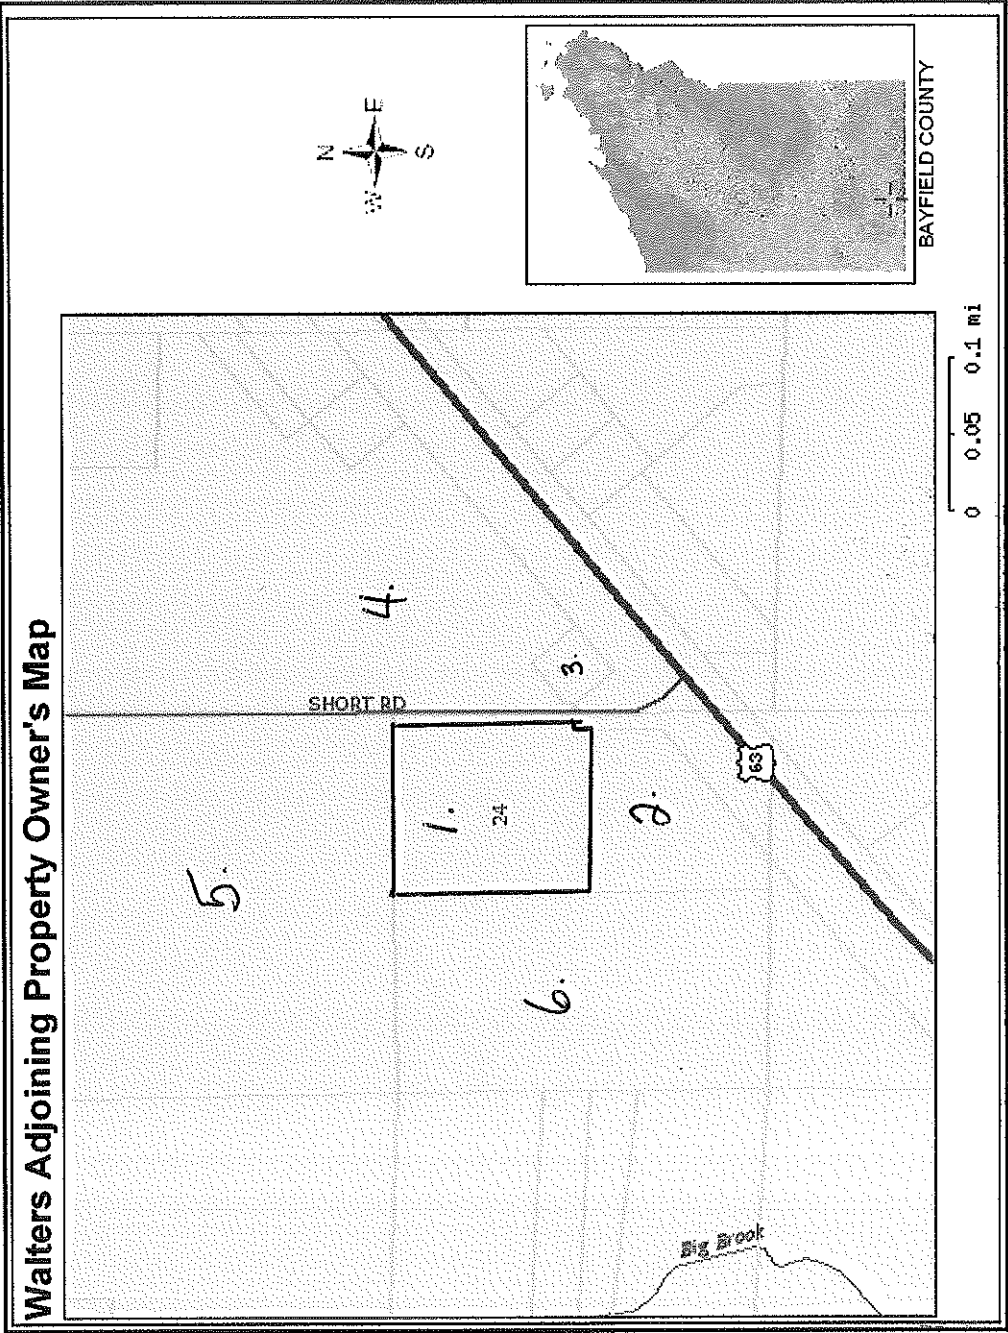 Walters Adjoining Property Owner's Map
N
W E
S
BAYFIELD COUNTY
SHORT RD
5.
4.
1.
24
3.
2.
6.
63
Big Brook
0 0.05 0.1 mi